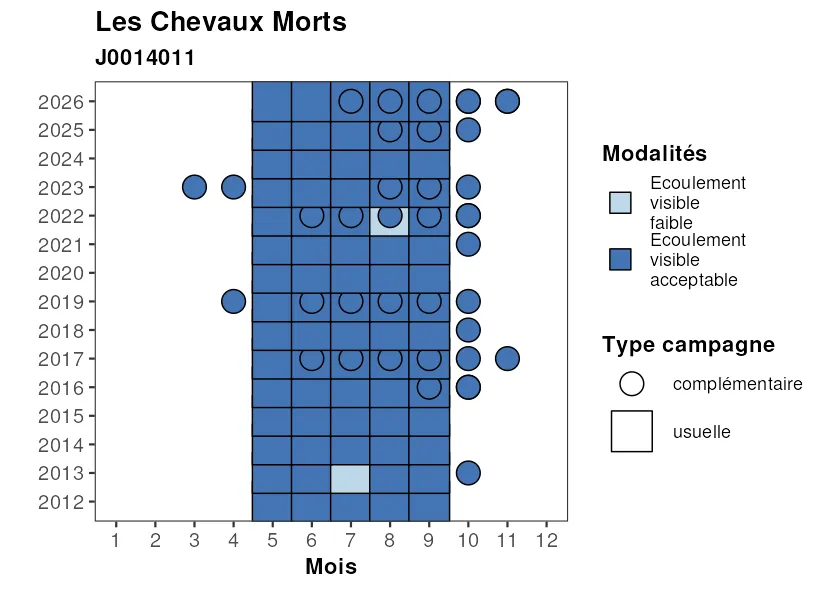 Les Chevaux Morts
J0014011
2026
2025
2024
2023
2022
2021
2020
2019
2018
2017
2016
2015
2014
2013
2012
1 2 3 4 5 6 7 8 9 10 11 12
Mois
Modalités
Ecoulement
visible
faible
Ecoulement
visible
acceptable
Type campagne
complémentaire
usuelle